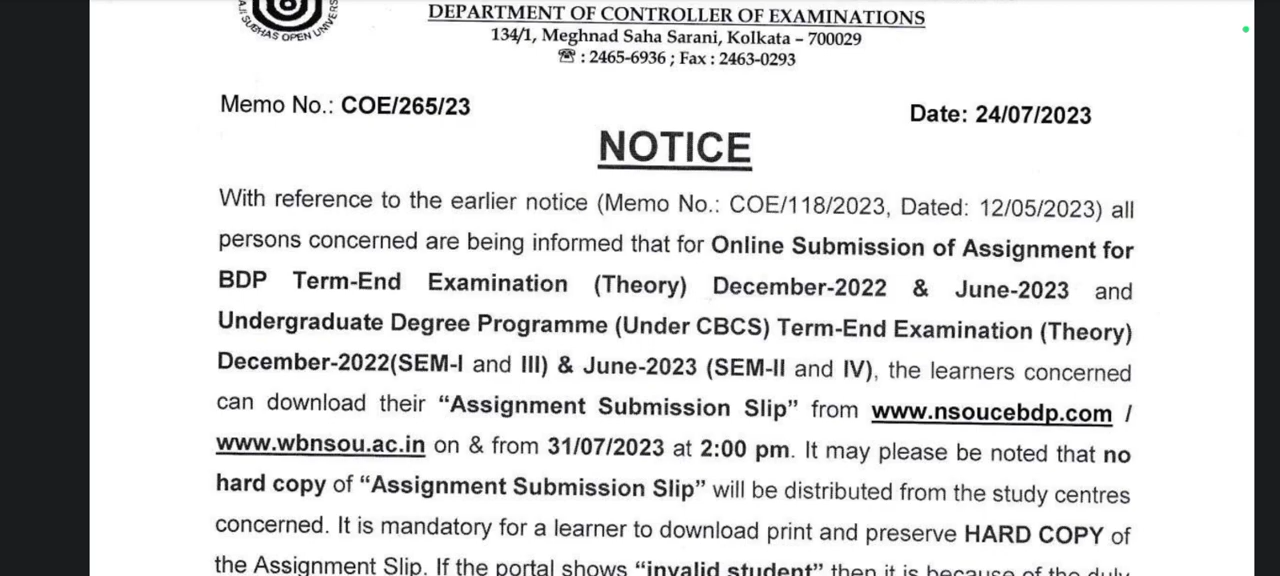 AJI SUBHAS OPEN UNIVER
DEPARTMENT OF CONTROLLER OF EXAMINATIONS
134/1, Meghnad Saha Sarani, Kolkata – 700029
☏ : 2465-6936 ; Fax : 2463-0293
Memo No.: COE/265/23
Date: 24/07/2023
NOTICE
With reference to the earlier notice (Memo No.: COE/118/2023, Dated: 12/05/2023) all
persons concerned are being informed that for Online Submission of Assignment for
BDP Term-End Examination (Theory) December-2022 & June-2023 and
Undergraduate Degree Programme (Under CBCS) Term-End Examination (Theory)
December-2022(SEM-I and III) & June-2023 (SEM-II and IV), the learners concerned
can download their “Assignment Submission Slip” from www.nsoucebdp.com /
www.wbnsou.ac.in on & from 31/07/2023 at 2:00 pm. It may please be noted that no
hard copy of “Assignment Submission Slip” will be distributed from the study centres
concerned. It is mandatory for a learner to download print and preserve HARD COPY of
the Assignment Slip. If the portal shows “invalid student” then it is because of the duly